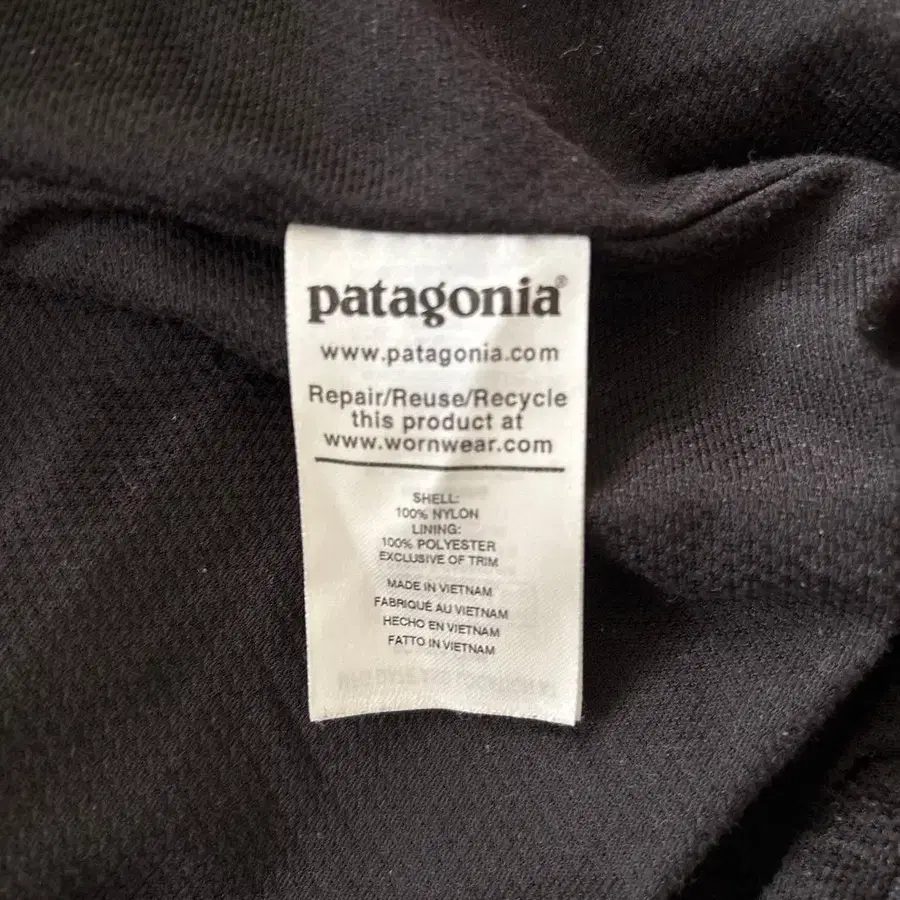 patagonia®
www.patagonia.com
Repair/Reuse/Recycle
this product at
www.wornwear.com
SHELL:
100% NYLON
LINING:
100% POLYESTER
EXCLUSIVE OF TRIM
MADE IN VIETNAM
FABRIQUÉ AU VIETNAM
HECHO EN VIETNAM
FATTO IN VIETNAM